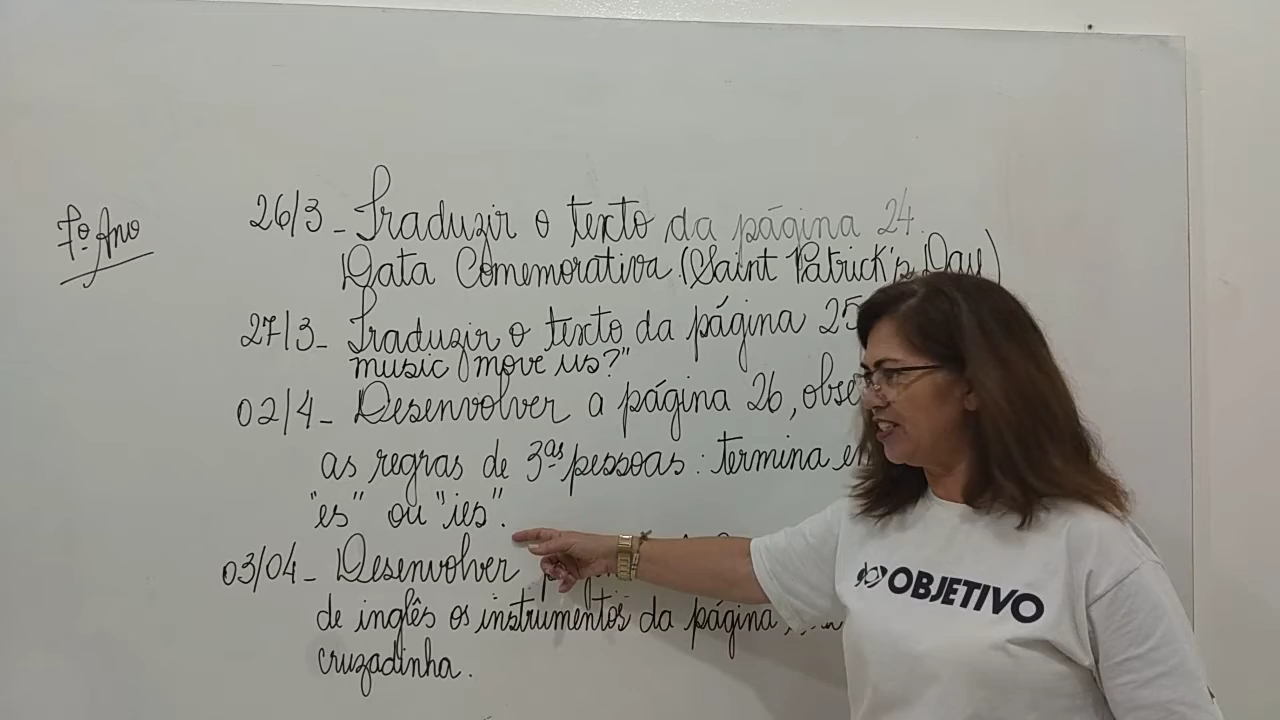 7º Ano
26/3 - Traduzir o texto da página 24.
Data Comemorativa (Saint Patrick's Day)
27/3 - Traduzir o texto da página 25
music move us?"
02/4 - Desenvolver a página 26,
as regras de 3as pessoas: termina em
"es" ou "ies".
03/04 - Desenvolver
de inglês os instrumentos da página
cruzadinha.
OBJETIVO